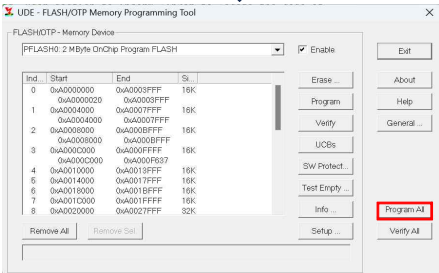 UDE - FLASH/OTP Memory Programming Tool
FLASH/OTP - Memory Device
PFLASH0: 2 MByte OnChip Program FLASH
Enable
Exit
Ind... Start End Si...
0 0xA0000000 0xA0003FFF 16K
0xA0000020 0xA0003FFF
1 0xA0004000 0xA0007FFF 16K
0xA0004000 0xA0007FFF
2 0xA0008000 0xA000BFFF 16K
0xA0008000 0xA000BFFF
3 0xA000C000 0xA000FFFF 16K
0xA000C000 0xA000F637
4 0xA0010000 0xA0013FFF 16K
5 0xA0014000 0xA0017FFF 16K
6 0xA0018000 0xA001BFFF 16K
7 0xA001C000 0xA001FFFF 16K
8 0xA0020000 0xA0027FFF 32K
Erase ...
About
Program
Help
Verify
General ...
UCBs
SW Protect...
Test Empty ...
Info ...
Program All
Remove All
Remove Sel.
Setup ...
Verify All